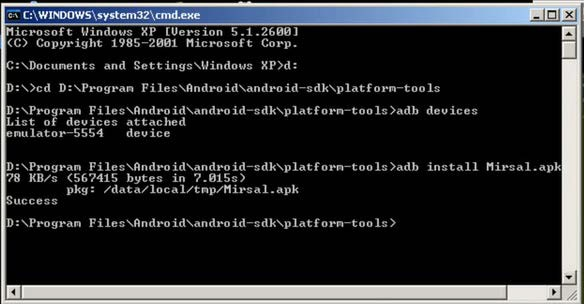 C:\WINDOWS\system32\cmd.exe
Microsoft Windows XP [Version 5.1.2600]
(C) Copyright 1985-2001 Microsoft Corp.
C:\Documents and Settings\Windows XP>d:
D:\>cd D:\Program Files\Android\android-sdk\platform-tools
D:\Program Files\Android\android-sdk\platform-tools>adb devices
List of devices attached
emulator-5554   device
D:\Program Files\Android\android-sdk\platform-tools>adb install Mirsal.apk
78 KB/s (567415 bytes in 7.015s)
        pkg: /data/local/tmp/Mirsal.apk
Success
D:\Program Files\Android\android-sdk\platform-tools>